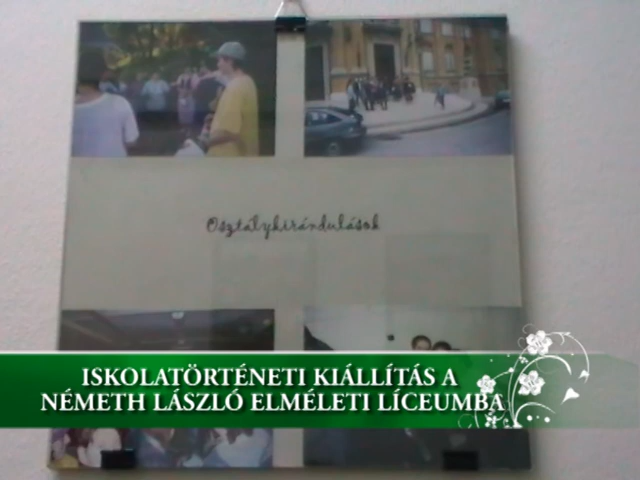 Osztálykirándulások
ISKOLATÖRTÉNETI KIÁLLÍTÁS A
NÉMETH LÁSZLÓ ELMÉLETI LÍCEUMBA